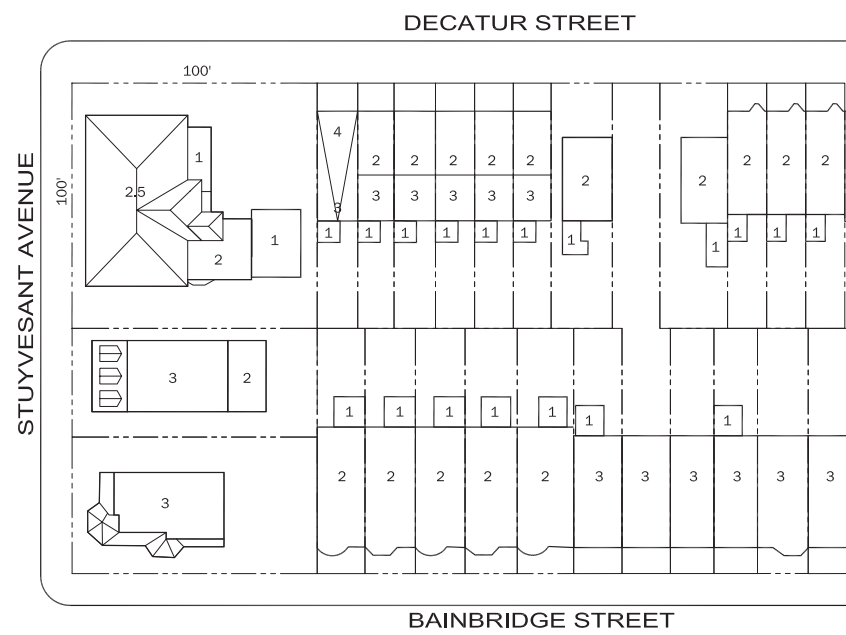 DECATUR STREET
100'
STUYVESANT AVENUE
100'
1
2.5
2
1
4
3
2 2 2 2 2
3 3 3 3 3
1 1 1 1 1 1
2
1
2
1
2 2 2
1 1 1
3
2
1 1 1 1 1 1 1
3
2 2 2 2 2 3 3 3 3 3 3
BAINBRIDGE STREET